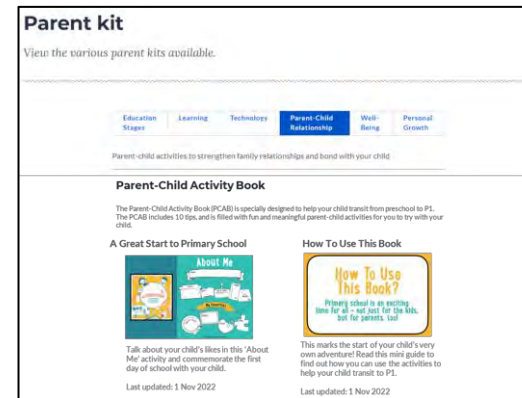 Parent kit
View the various parent kits available.
Education Stages
Learning
Technology
Parent-Child Relationship
Well-Being
Personal Growth
Parent-child activities to strengthen family relationships and bond with your child
Parent-Child Activity Book
The Parent-Child Activity Book (PCAB) is specially designed to help your child transit from preschool to P1.
The PCAB includes 10 tips, and is filled with fun and meaningful parent-child activities for you to try with your
child.
A Great Start to Primary School
About Me
Talk about your child's likes in this 'About
Me' activity and commemorate the first
day of school with your child.
Last updated: 1 Nov 2022
How To Use This Book
How To Use
This Book?
Primary school is an exciting
time for all - not just for the kids,
but for parents, too!
This marks the start of your child's very
own adventure! Read this mini guide to
find out how you can use the activities to
help your child transit to P1.
Last updated: 1 Nov 2022